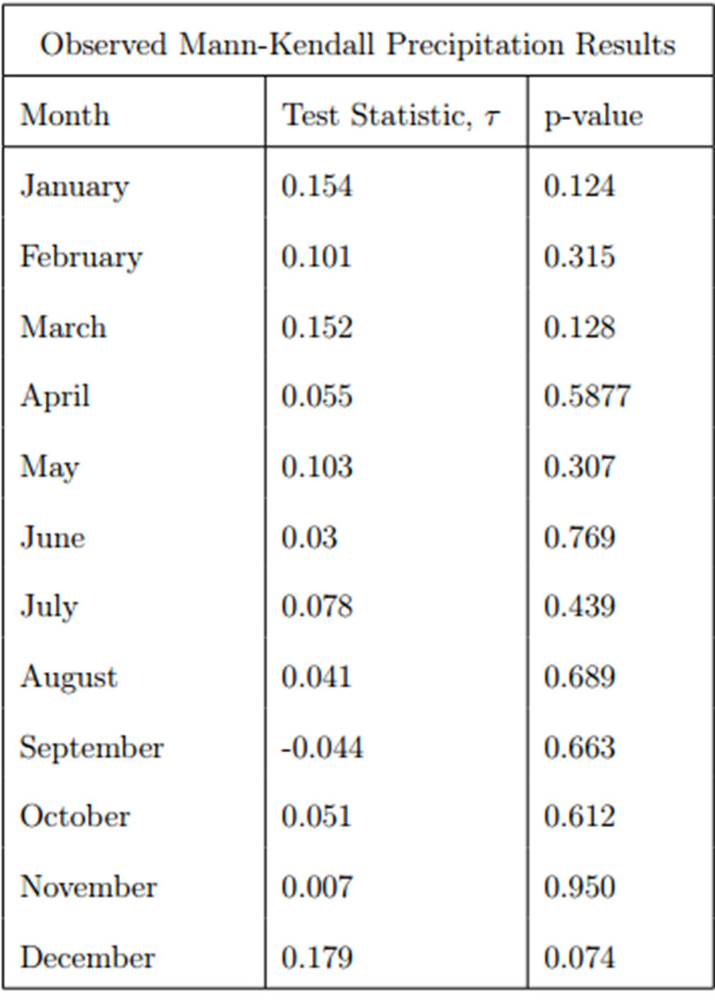 Observed Mann-Kendall Precipitation Results
Month Test Statistic, τ p-value
January 0.154 0.124
February 0.101 0.315
March 0.152 0.128
April 0.055 0.5877
May 0.103 0.307
June 0.03 0.769
July 0.078 0.439
August 0.041 0.689
September -0.044 0.663
October 0.051 0.612
November 0.007 0.950
December 0.179 0.074